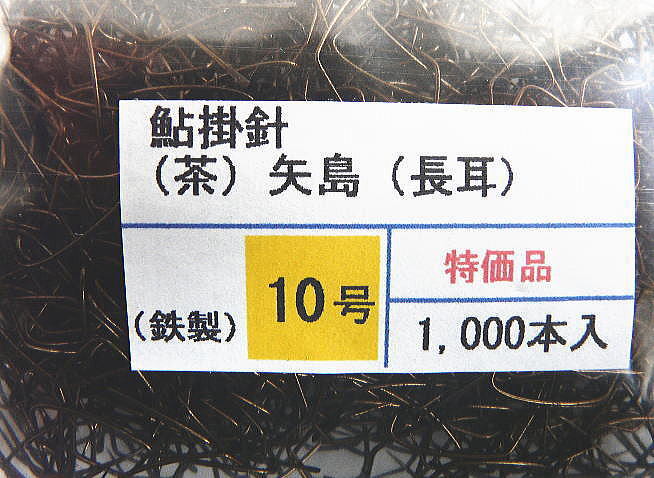 鮎掛針
（茶）矢島（長耳）
（鉄製）
10号
特価品
1,000本入